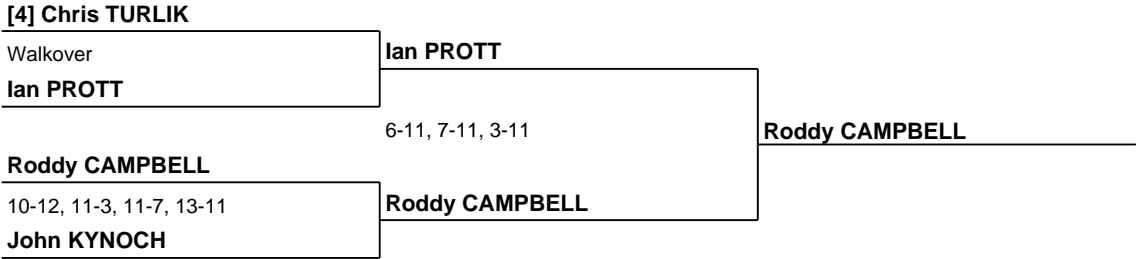 [4] Chris TURLIK
Walkover
Ian PROTT
Ian PROTT
6-11, 7-11, 3-11
Roddy CAMPBELL
Roddy CAMPBELL
10-12, 11-3, 11-7, 13-11
Roddy CAMPBELL
John KYNOCH